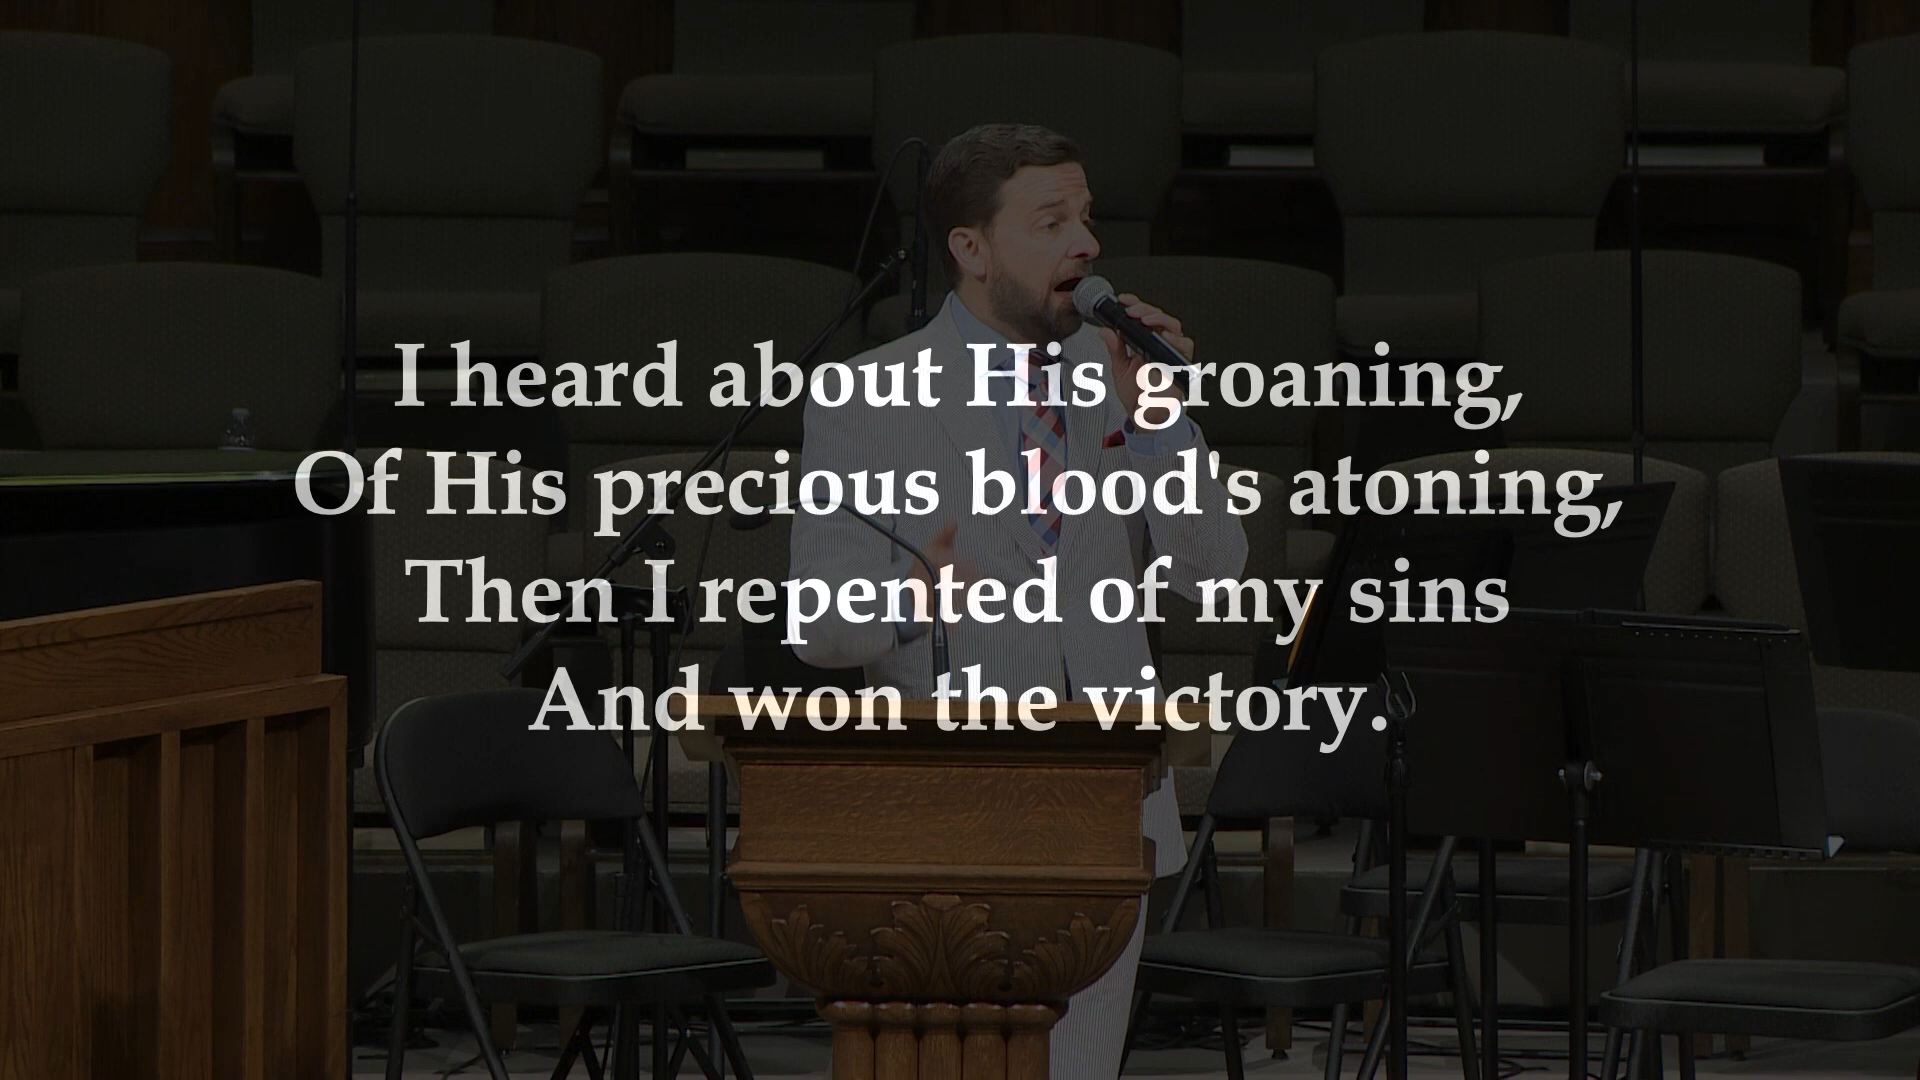 I heard about His groaning,
Of His precious blood's atoning,
Then I repented of my sins
And won the victory.